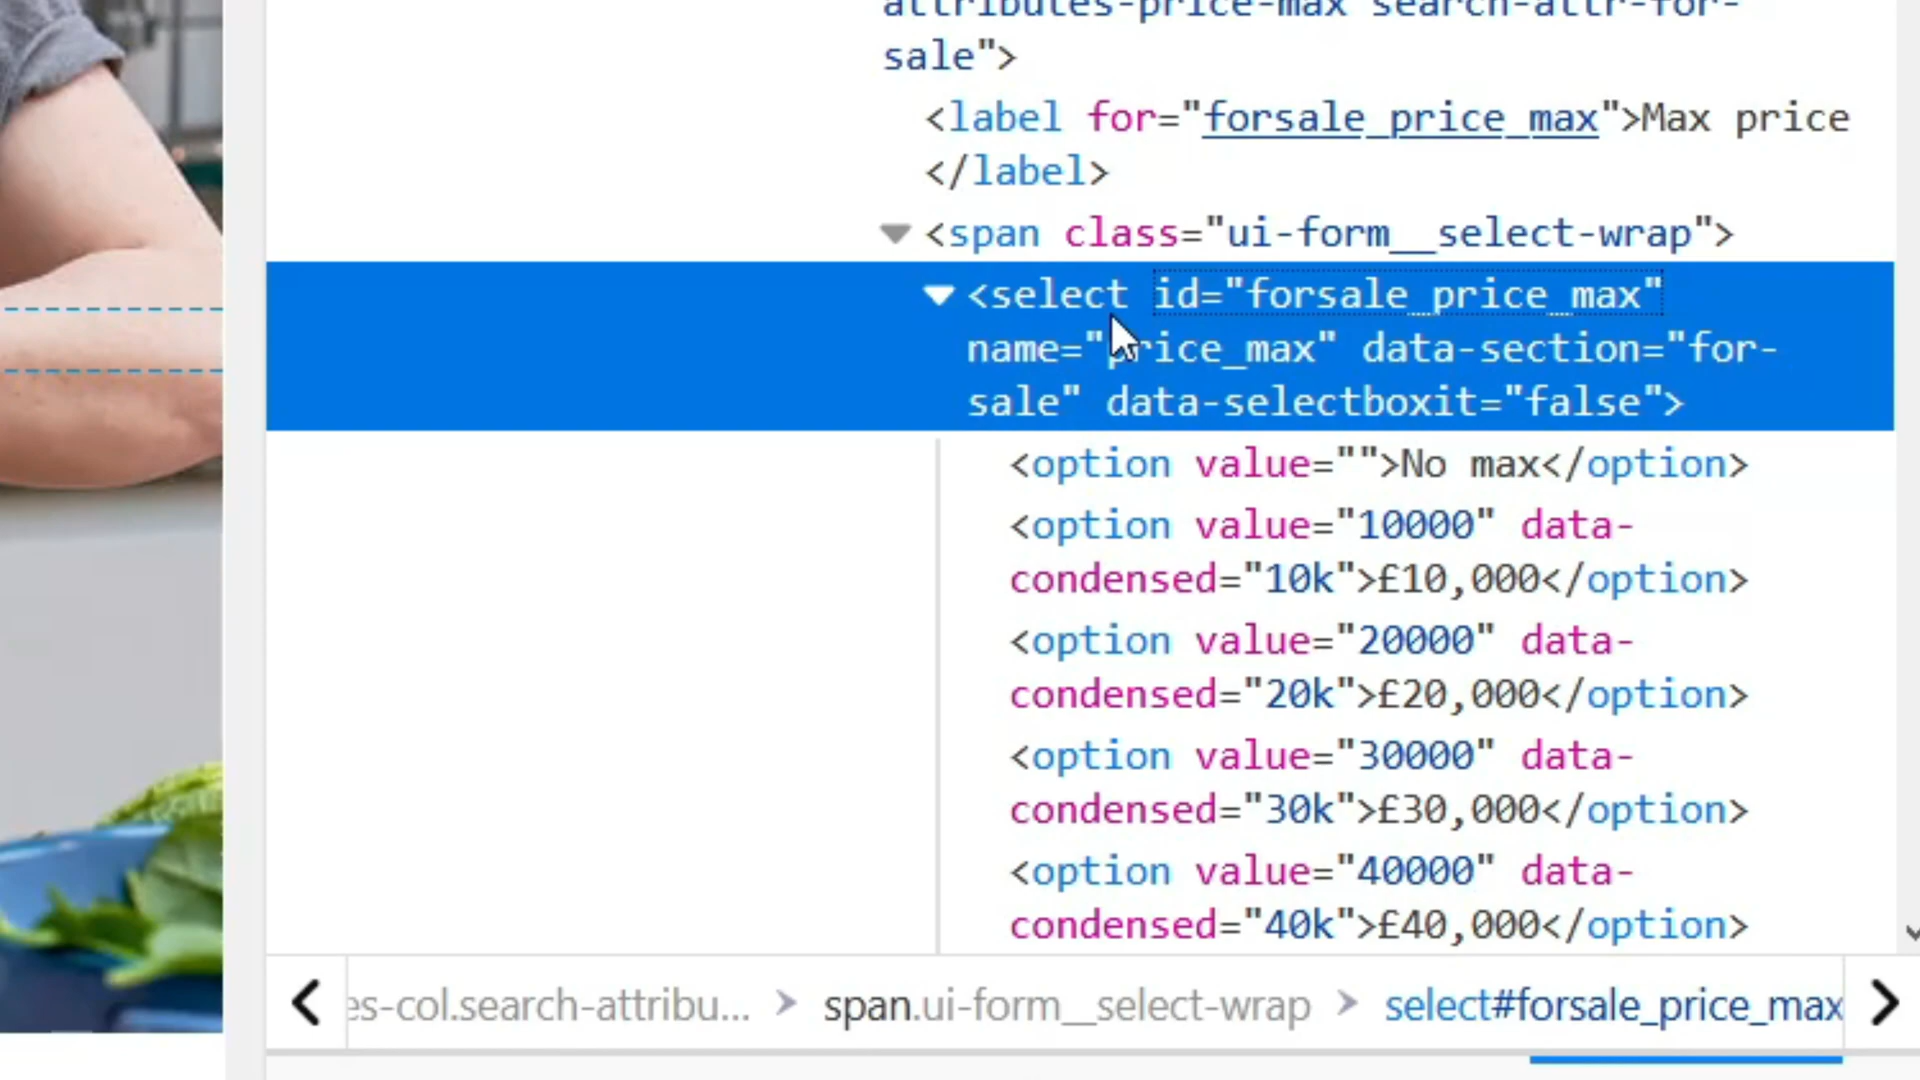 attributes-price-max search-attr-for-
sale">
<label for="forsale_price_max">Max price
</label>
<span class="ui-form__select-wrap">
<select id="forsale_price_max"
name="price_max" data-section="for-
sale" data-selectboxit="false">
<option value="">No max</option>
<option value="10000" data-
condensed="10k">£10,000</option>
<option value="20000" data-
condensed="20k">£20,000</option>
<option value="30000" data-
condensed="30k">£30,000</option>
<option value="40000" data-
condensed="40k">£40,000</option>
es-col.search-attribu... span.ui-form__select-wrap select#forsale_price_max